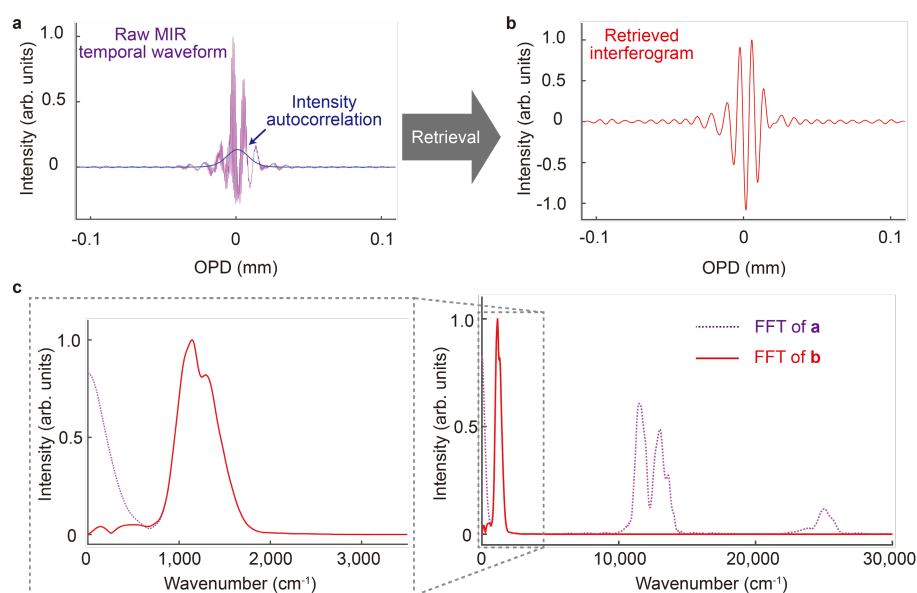 a
Raw MIR
temporal waveform
Intensity
autocorrelation
Intensity (arb. units)
1.0
0.5
0
-0.1
0
0.1
OPD (mm)
Retrieval
b
Retrieved
interferogram
Intensity (arb. units)
1.0
0.5
0
-0.5
-1.0
-0.1
0
0.1
OPD (mm)
c
Intensity (arb. units)
1.0
0.5
0
0
1,000
2,000
3,000
Wavenumber (cm-1)
Intensity (arb. units)
1.0
0.5
0
0
10,000
20,000
30,000
Wavenumber (cm-1)
FFT of a
FFT of b